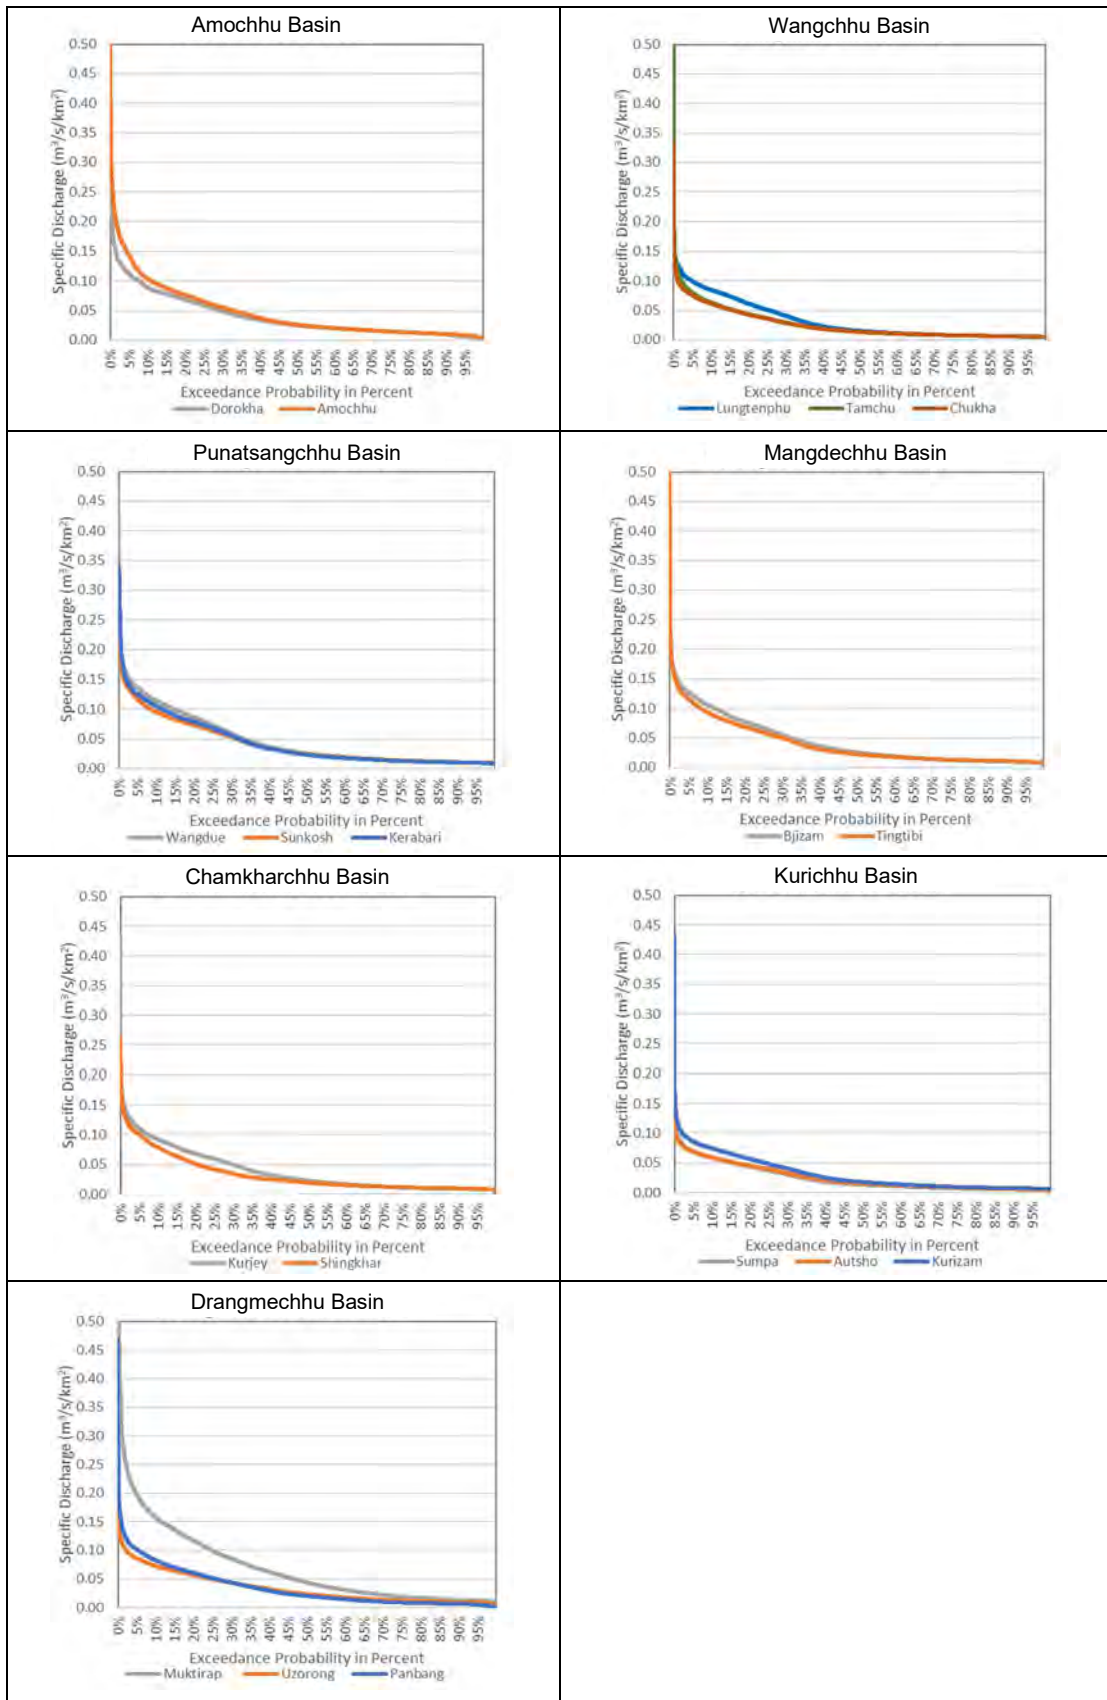 Amochhu Basin
0.50
0.45
0.40
0.35
0.30
0.25
0.20
0.15
0.10
0.05
0.00
Specific Discharge (m³/s/km²)
0% 5% 10% 15% 20% 25% 30% 35% 40% 45% 50% 55% 60% 65% 70% 75% 80% 85% 90% 95%
Exceedance Probability in Percent
Dorokha Amochhu
Wangchhu Basin
0.50
0.45
0.40
0.35
0.30
0.25
0.20
0.15
0.10
0.05
0.00
Specific Discharge (m³/s/km²)
0% 5% 10% 15% 20% 25% 30% 35% 40% 45% 50% 55% 60% 65% 70% 75% 80% 85% 90% 95%
Exceedance Probability in Percent
Lungtenphu Tamchu Chukha
Punatsangchhu Basin
0.50
0.45
0.40
0.35
0.30
0.25
0.20
0.15
0.10
0.05
0.00
Specific Discharge (m³/s/km²)
0% 5% 10% 15% 20% 25% 30% 35% 40% 45% 50% 55% 60% 65% 70% 75% 80% 85% 90% 95%
Exceedance Probability in Percent
Wangdue Sunkosh Kerabari
Mangdechhu Basin
0.50
0.45
0.40
0.35
0.30
0.25
0.20
0.15
0.10
0.05
0.00
Specific Discharge (m³/s/km²)
0% 5% 10% 15% 20% 25% 30% 35% 40% 45% 50% 55% 60% 65% 70% 75% 80% 85% 90% 95%
Exceedance Probability in Percent
Bjizam Tingtibi
Chamkharchhu Basin
0.50
0.45
0.40
0.35
0.30
0.25
0.20
0.15
0.10
0.05
0.00
Specific Discharge (m³/s/km²)
0% 5% 10% 15% 20% 25% 30% 35% 40% 45% 50% 55% 60% 65% 70% 75% 80% 85% 90% 95%
Exceedance Probability in Percent
Kurjey Shingkhar
Kurichhu Basin
0.50
0.45
0.40
0.35
0.30
0.25
0.20
0.15
0.10
0.05
0.00
Specific Discharge (m³/s/km²)
0% 5% 10% 15% 20% 25% 30% 35% 40% 45% 50% 55% 60% 65% 70% 75% 80% 85% 90% 95%
Exceedance Probability in Percent
Sumpa Autsho Kurizam
Drangmechhu Basin
0.50
0.45
0.40
0.35
0.30
0.25
0.20
0.15
0.10
0.05
0.00
Specific Discharge (m³/s/km²)
0% 5% 10% 15% 20% 25% 30% 35% 40% 45% 50% 55% 60% 65% 70% 75% 80% 85% 90% 95%
Exceedance Probability in Percent
Muktirap Uzorong Panbang